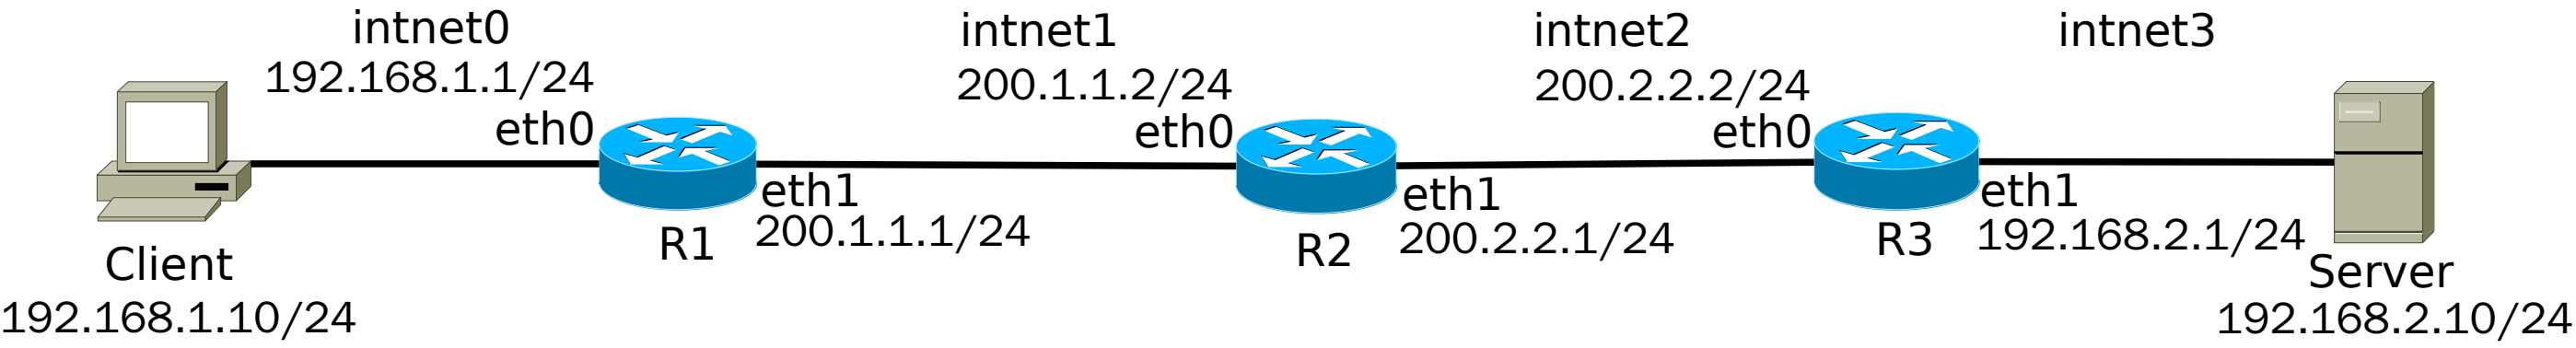 intnet0
192.168.1.1/24
eth0
intnet1
200.1.1.2/24
eth0
intnet2
200.2.2.2/24
eth0
intnet3
eth1
200.1.1.1/24
eth1
200.2.2.1/24
eth1
192.168.2.1/24
Client
192.168.1.10/24
R1
R2
R3
Server
192.168.2.10/24